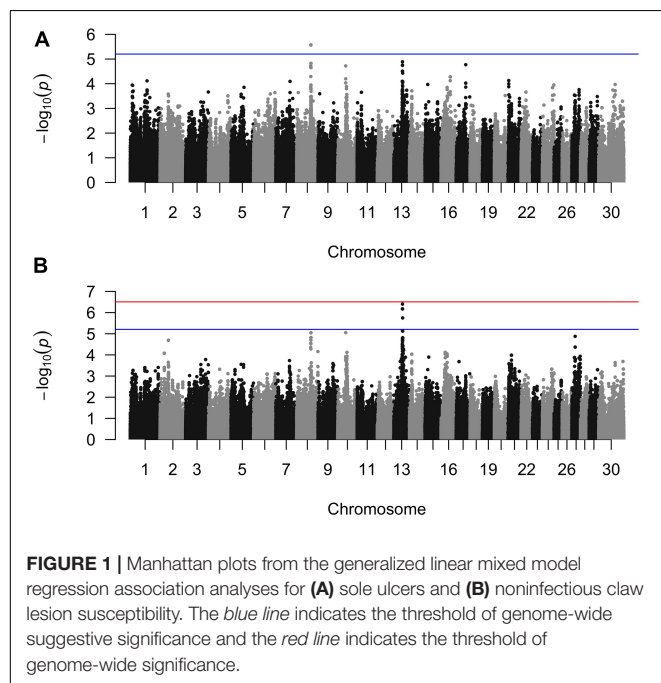 A
6
5
4
3
2
1
0
−log10(p)
1 2 3 5 7 9 11 13 16 19 22 26 30
Chromosome
B
7
6
5
4
3
2
1
0
−log10(p)
1 2 3 5 7 9 11 13 16 19 22 26 30
Chromosome
FIGURE 1 | Manhattan plots from the generalized linear mixed model
regression association analyses for (A) sole ulcers and (B) noninfectious claw
lesion susceptibility. The blue line indicates the threshold of genome-wide
suggestive significance and the red line indicates the threshold of
genome-wide significance.